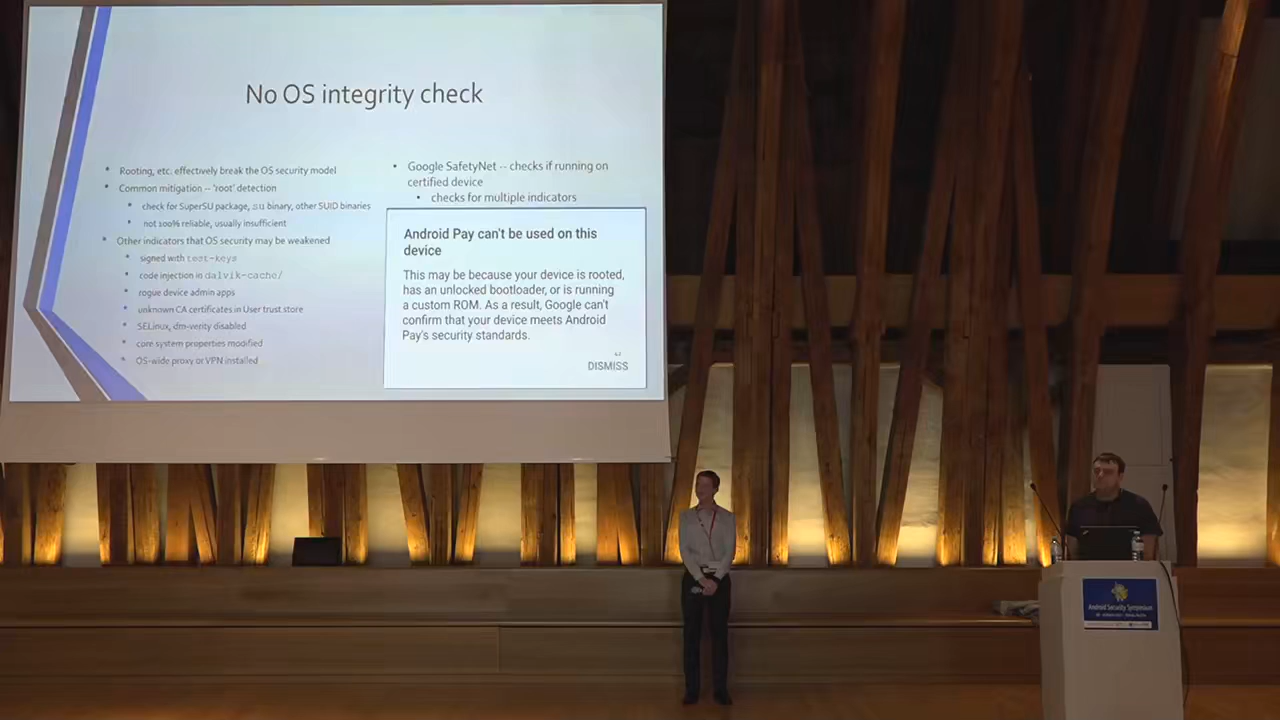 No OS integrity check
• Rooting, etc. effectively break the OS security model
• Common mitigation -- 'root' detection
• check for SuperSU package, su binary, other SUID binaries
• not 100% reliable, usually insufficient
• Other indicators that OS security may be weakened
• signed with test-keys
• code injection in dalvik-cache/
• rogue device admin apps
• unknown CA certificates in User trust store
• SELinux, dm-verity disabled
• core system properties modified
• OS-wide proxy or VPN installed
• Google SafetyNet -- checks if running on
certified device
• checks for multiple indicators
Android Pay can't be used on this
device
This may be because your device is rooted,
has an unlocked bootloader, or is running
a custom ROM. As a result, Google can't
confirm that your device meets Android
Pay's security standards.
DISMISS
Android Security Symposium